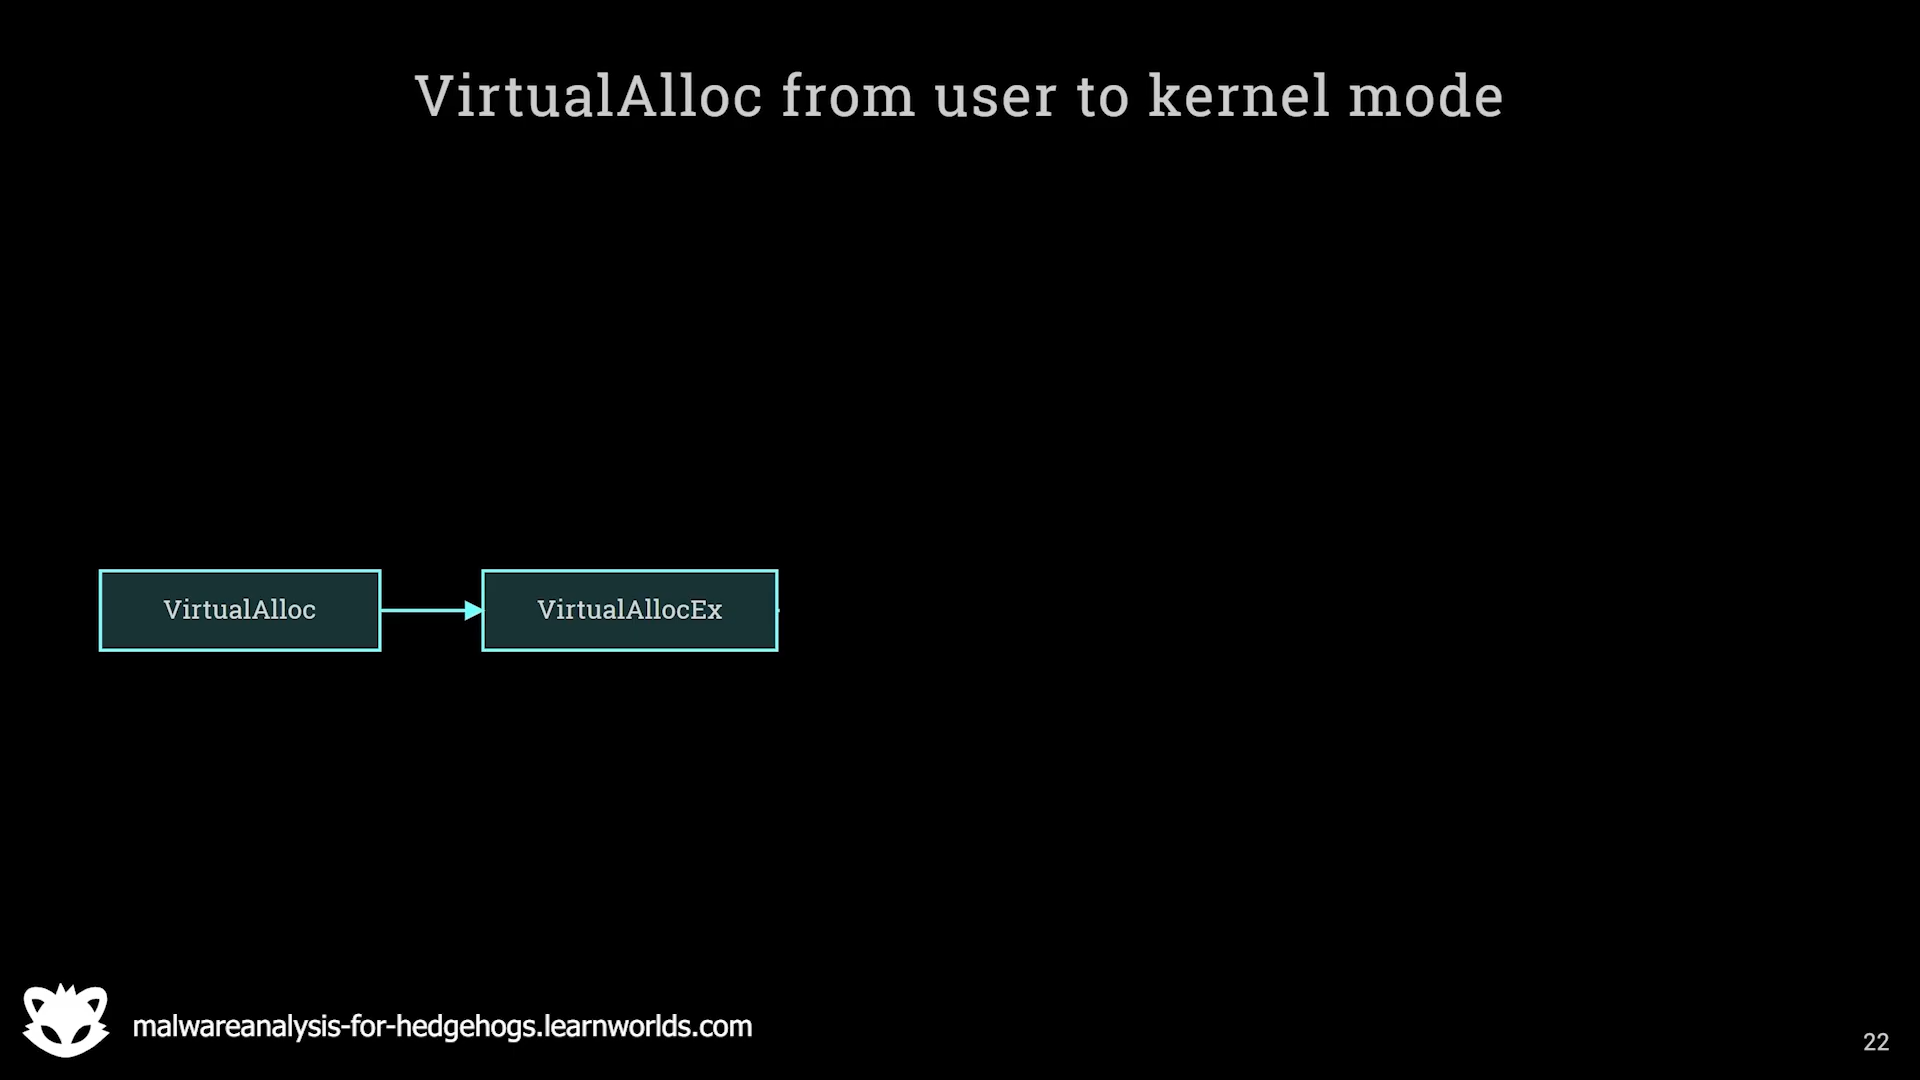 VirtualAlloc from user to kernel mode
VirtualAlloc
VirtualAllocEx
malwareanalysis-for-hedgehogs.learnworlds.com
22